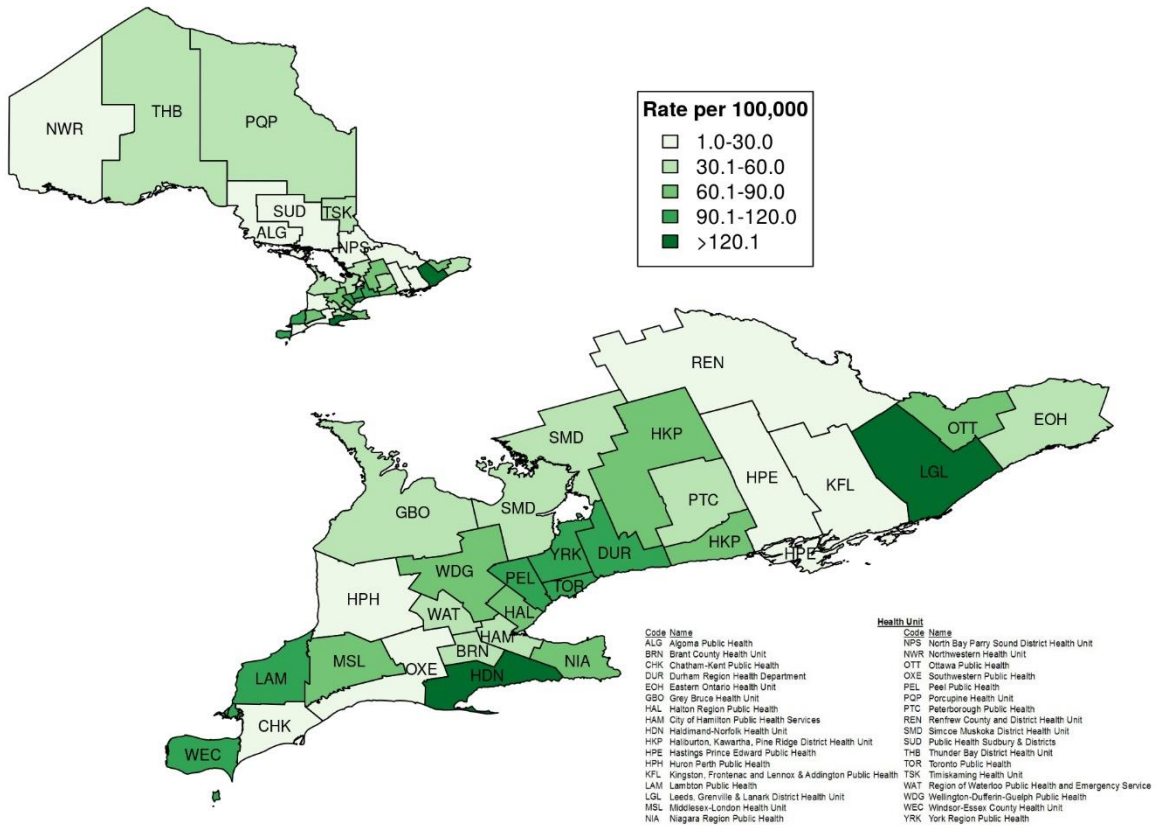 NWR
THB
PQP
SUD
TSK
ALG
NPS
Rate per 100,000
1.0-30.0
30.1-60.0
60.1-90.0
90.1-120.0
>120.1
REN
SMD
HKP
OTT
EOH
LGL
HPE
KFL
PTC
GBO
SMD
YRK
DUR
HKP
HPE
WDG
PEL
TOR
HPH
WAT
HAL
HAM
BRN
MSL
OXE
NIA
LAM
HDN
CHK
WEC
Health Unit
Code Name
ALG Algoma Public Health
BRN Brant County Health Unit
CHK Chatham-Kent Public Health
DUR Durham Region Health Department
EOH Eastern Ontario Health Unit
GBO Grey Bruce Health Unit
HAL Halton Region Public Health
HAM City of Hamilton Public Health Services
HDN Haldimand-Norfolk Health Unit
HKP Haliburton, Kawartha, Pine Ridge District Health Unit
HPE Hastings Prince Edward Public Health
HPH Huron Perth Public Health
KFL Kingston, Frontenac and Lennox & Addington Public Health
LAM Lambton Public Health
LGL Leeds, Grenville & Lanark District Health Unit
MSL Middlesex-London Health Unit
NIA Niagara Region Public Health
Code Name
NPS North Bay Parry Sound District Health Unit
NWR Northwestern Health Unit
OTT Ottawa Public Health
OXE Southwestern Public Health
PEL Peel Public Health
PQP Porcupine Health Unit
PTC Peterborough Public Health
REN Renfrew County and District Health Unit
SMD Simcoe Muskoka District Health Unit
SUD Public Health Sudbury & Districts
THB Thunder Bay District Health Unit
TOR Toronto Public Health
TSK Timiskaming Health Unit
WAT Region of Waterloo Public Health and Emergency Service
WDG Wellington-Dufferin-Guelph Public Health
WEC Windsor-Essex County Health Unit
YRK York Region Public Health